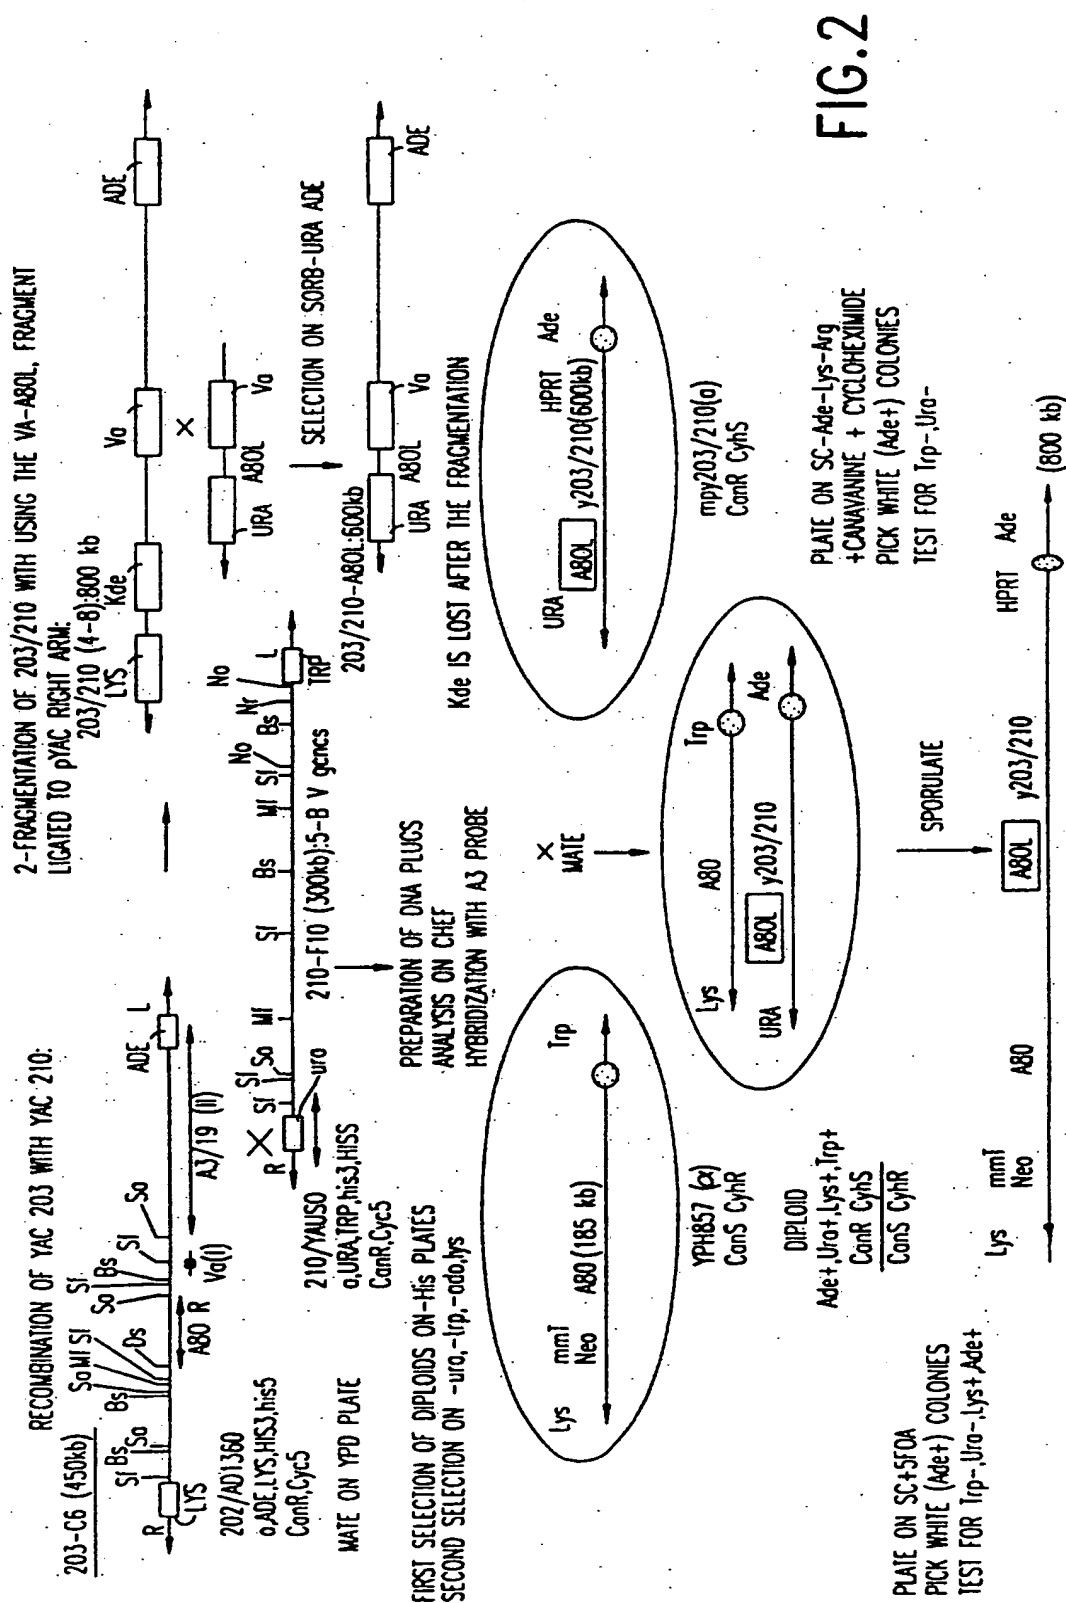 RECOMBINATION OF YAC 203 WITH YAC 210:
203-C6 (450kb)
R
LYS
Sf
Bs
Sa
Bs
Sa
Mf
Sf
Ds
A80 R
Sa
Sf
Bs
Va(I)
Sf
Sa
A3/19 (II)
ADE
L
202/AD1360
a,ADE,LYS,HIS3,his5
CanR,Cyc5
MATE ON YPD PLATE
R
ura
Sf
Sf
Sa
Mf
Sf
Bs
Mf
Sf
No
Bs
Nr
No
L
TRP
210/YAUSO
a,URA,TRP,his3,HIS5
CanR,Cyc5
210-F10 (300kb):5-B V gcncs
FIRST SELECTION OF DIPLOIDS ON-His PLATES
SECOND SELECTION ON -ura,-trp,-ado,lys
PREPARATION OF DNA PLUGS
ANALYSIS ON CHEF
HYBRIDIZATION WITH A3 PROBE
2-FRAGMENTATION OF 203/210 WITH USING THE VA-A80L, FRAGMENT
LIGATED TO pYAC RIGHT ARM:
203/210 (4-8):800 kb
LYS
Kde
Va
ADE
X
URA
A80L
Va
SELECTION ON SORB-URA ADE
URA
A80L
Va
ADE
203/210-A80L:600kb
Kde IS LOST AFTER THE FRAGMENTATION
Lys
mmT
Neo
A80 (185 kb)
Trp
YPH857 (α)
CanS CyhR
X
MATE
URA
A80L
y203/210(600kb)
HPRT
Ade
mpy203/210(a)
CanR CyhS
Lys
A80
Trp
URA
A80L
y203/210
Ade
DIPLOID
Ade+,Ura+,Lys+,Trp+
CanR CyhS
CanS CyhR
SPORULATE
PLATE ON SC-Ade-Lys-Arg
+CANAVANINE + CYCLOHEXIMIDE
PICK WHITE (Ade+) COLONIES
TEST FOR Trp-,Ura-
PLATE ON SC+5FOA
PICK WHITE (Ade+) COLONIES
TEST FOR Trp-,Ura-,Lys+,Ade+
Lys
mmT
Neo
A80
A80L
y203/210
HPRT
Ade
(800 kb)
FIG.2